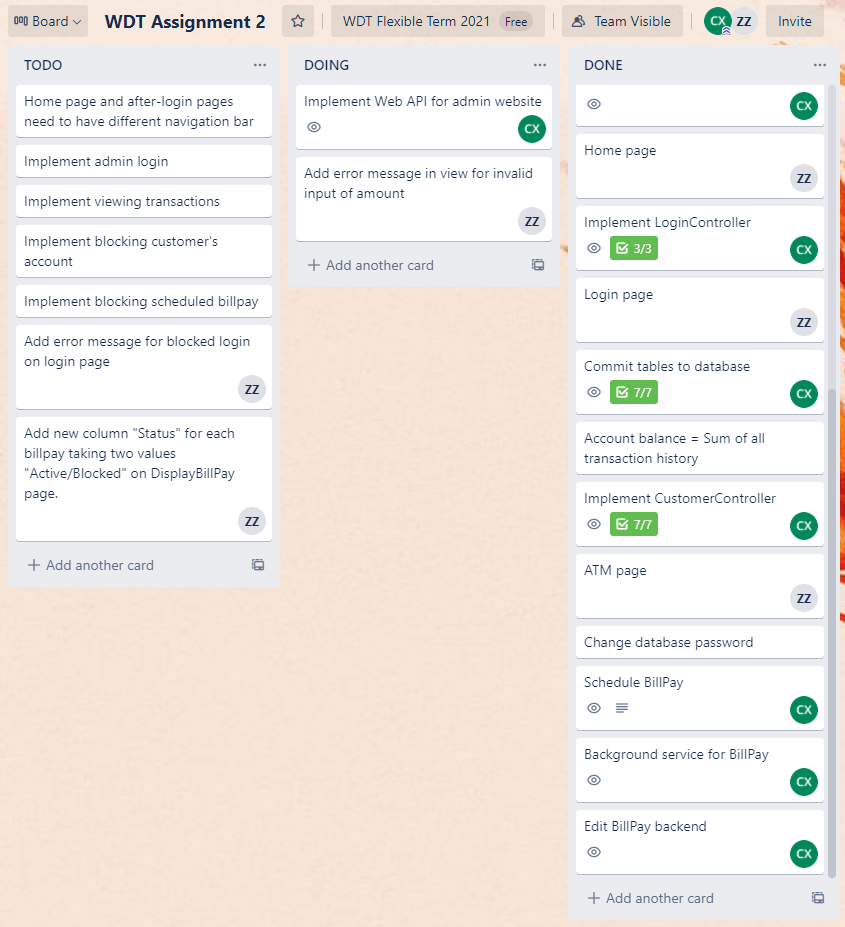 Board
WDT Assignment 2
WDT Flexible Term 2021 Free
Team Visible
CX ZZ
Invite
TODO
Home page and after-login pages
need to have different navigation bar
Implement admin login
Implement viewing transactions
Implement blocking customer's
account
Implement blocking scheduled billpay
Add error message for blocked login
on login page
ZZ
Add new column "Status" for each
billpay taking two values
"Active/Blocked" on DisplayBillPay
page.
ZZ
+ Add another card
DOING
Implement Web API for admin website
CX
Add error message in view for invalid
input of amount
ZZ
+ Add another card
DONE
CX
Home page
ZZ
Implement LoginController
3/3 CX
Login page
ZZ
Commit tables to database
7/7 CX
Account balance = Sum of all
transaction history
Implement CustomerController
7/7 CX
ATM page
ZZ
Change database password
Schedule BillPay
CX
Background service for BillPay
CX
Edit BillPay backend
CX
+ Add another card